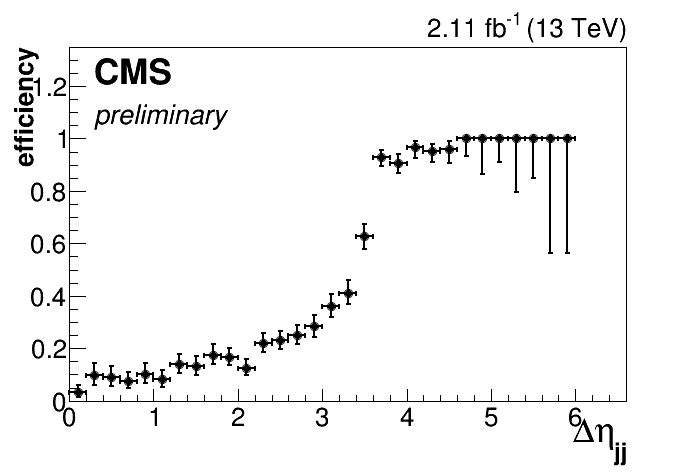 2.11 fb⁻¹ (13 TeV)
efficiency
CMS
preliminary
1.2
1
0.8
0.6
0.4
0.2
0
0 1 2 3 4 5 6
Δη_jj